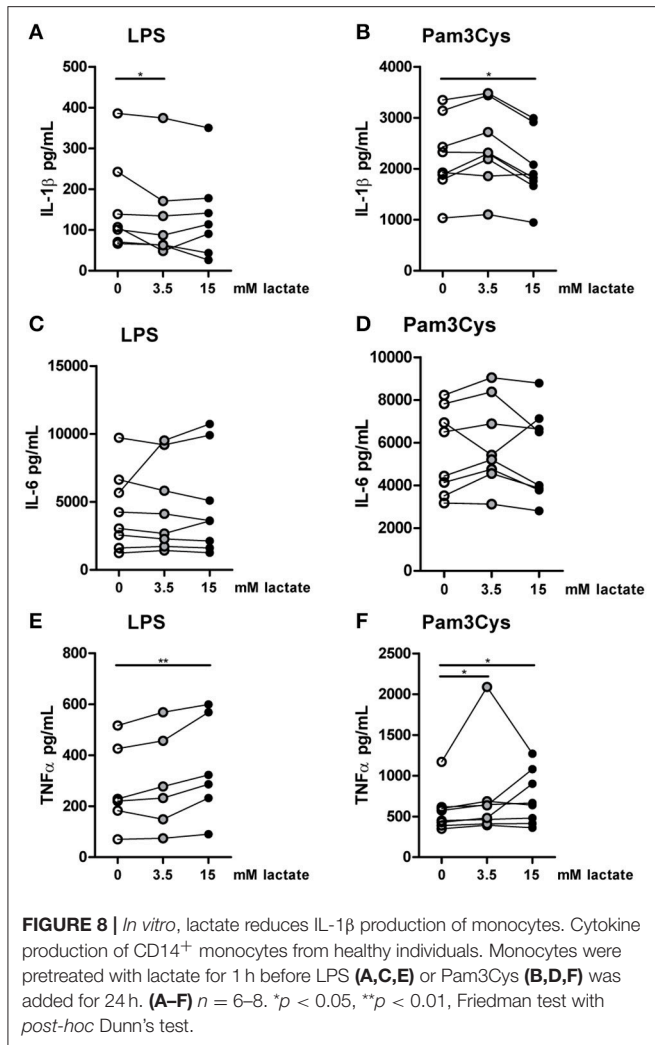 A
LPS
*
500
400
300
200
100
0
IL-1β pg/mL
0 3.5 15 mM lactate
B
Pam3Cys
*
4000
3000
2000
1000
0
IL-1β pg/mL
0 3.5 15 mM lactate
C
LPS
15000
10000
5000
0
IL-6 pg/mL
0 3.5 15 mM lactate
D
Pam3Cys
10000
8000
6000
4000
2000
0
IL-6 pg/mL
0 3.5 15 mM lactate
E
LPS
**
800
600
400
200
0
TNFα pg/mL
0 3.5 15 mM lactate
F
Pam3Cys
*
*
2500
2000
1500
1000
500
0
TNFα pg/mL
0 3.5 15 mM lactate
FIGURE 8 | In vitro, lactate reduces IL-1β production of monocytes. Cytokine
production of CD14+ monocytes from healthy individuals. Monocytes were
pretreated with lactate for 1 h before LPS (A,C,E) or Pam3Cys (B,D,F) was
added for 24 h. (A–F) n = 6–8. *p < 0.05, **p < 0.01, Friedman test with
post-hoc Dunn's test.